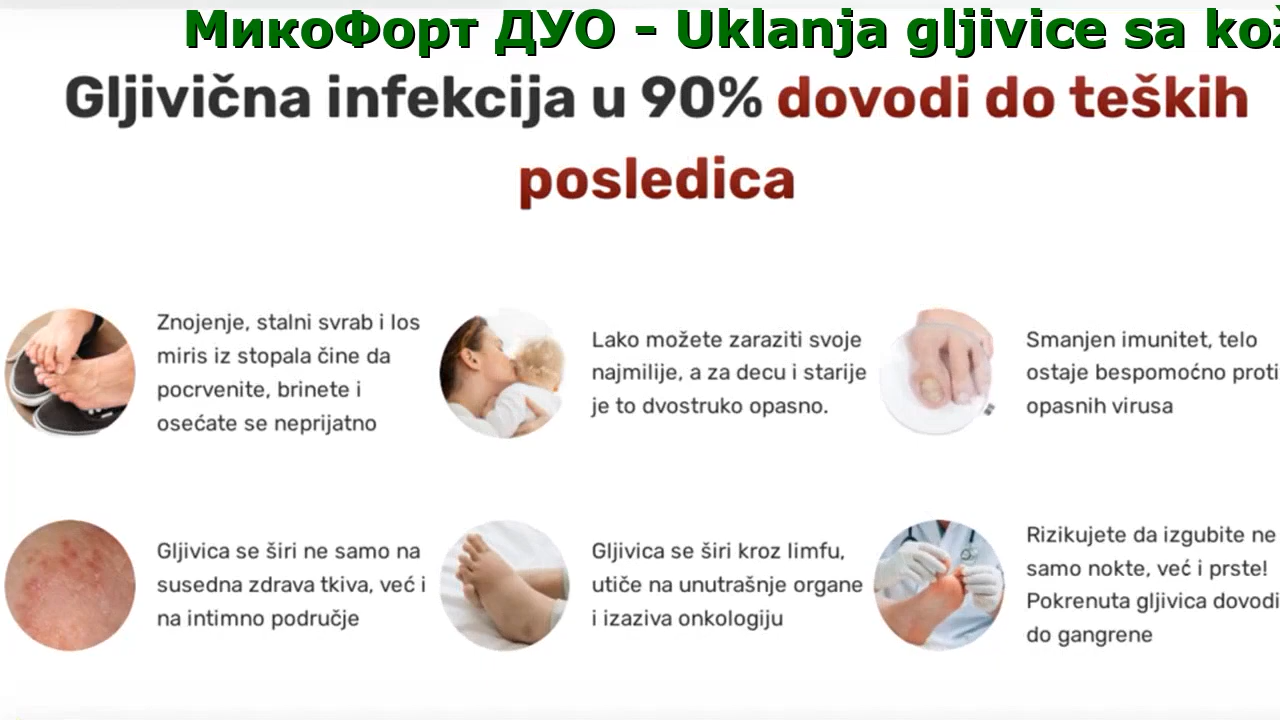 МикоФорт ДУО - Uklanja gljivice sa kož
Gljivična infekcija u 90% dovodi do teških
posledica
Znojenje, stalni svrab i los
miris iz stopala čine da
pocrvenite, brinete i
osećate se neprijatno
Lako možete zaraziti svoje
najmilije, a za decu i starije
je to dvostruko opasno.
Smanjen imunitet, telo
ostaje bespomoćno proti
opasnih virusa
Gljivica se širi ne samo na
susedna zdrava tkiva, već i
na intimno područje
Gljivica se širi kroz limfu,
utiče na unutrašnje organe
i izaziva onkologiju
Rizikujete da izgubite ne
samo nokte, već i prste!
Pokrenuta gljivica dovodi
do gangrene